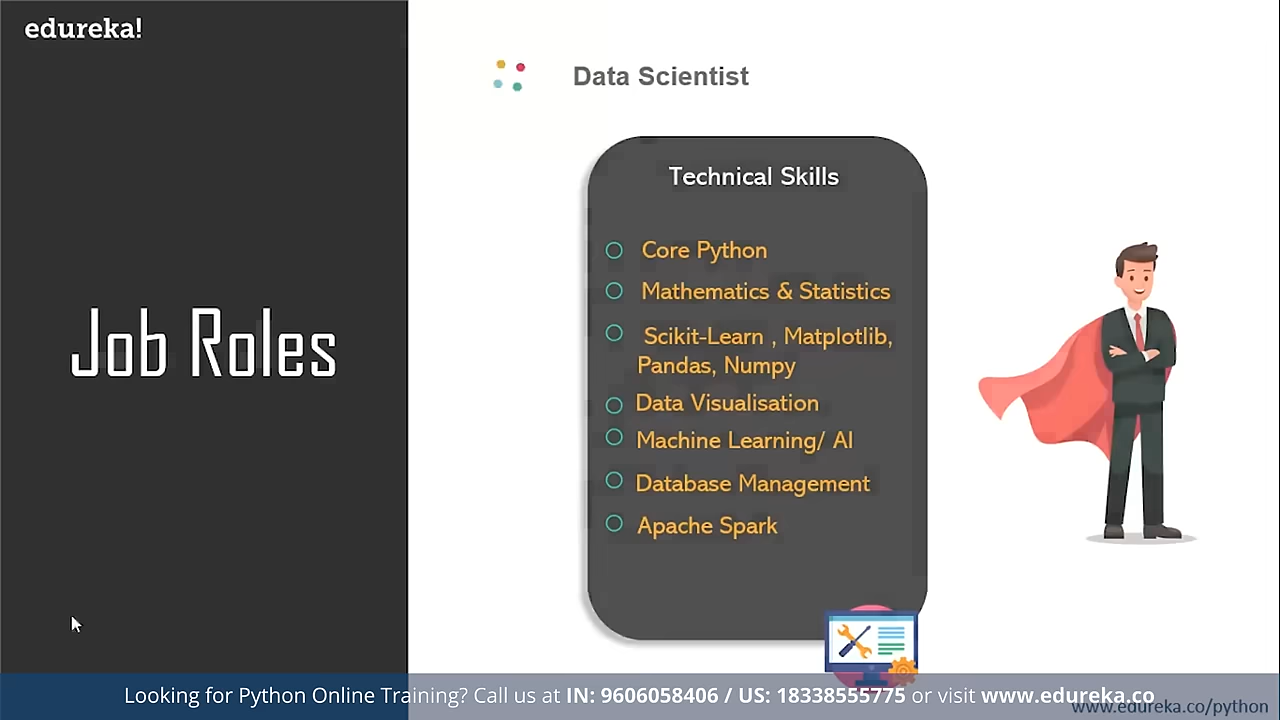 edureka!
Data Scientist
Technical Skills
Core Python
Mathematics & Statistics
Scikit-Learn , Matplotlib,
Pandas, Numpy
Data Visualisation
Machine Learning/ AI
Database Management
Apache Spark
Job Roles
Looking for Python Online Training? Call us at IN: 9606058406 / US: 18338555775 or visit www.edureka.co
www.edureka.co/python